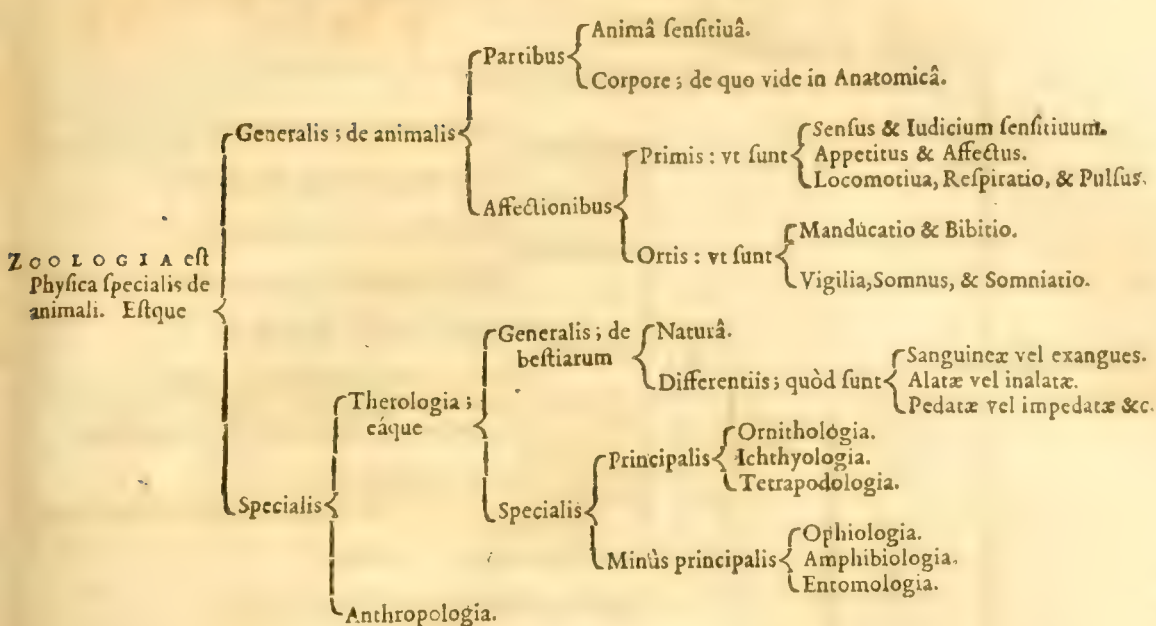 Animâ ſenſitiuâ.
Partibus
Corpore ; de quo vide in Anatomicâ.
Generalis ; de animalis
Senſus & Iudicium ſenſitiuum.
Primis : vt ſunt
Appetitus & Affectus.
Locomotiua, Reſpiratio, & Pulſus.
Affectionibus
Manducatio & Bibitio.
Ortis : vt ſunt
Vigilia, Somnus, & Somniatio.
ZOOLOGIA eſt
Phyſica ſpecialis de
animali. Eſtque
Generalis ; de
beſtiarum
Naturâ.
Sanguineæ vel exangues.
Differentiis ; quòd ſunt
Alatæ vel inalatæ.
Pedatæ vel impedatæ &c.
Therologia ;
eáque
Ornithológia.
Principalis
Ichthyologia.
Tetrapodologia.
Specialis
Specialis
Ophiologia.
Minùs principalis
Amphibiologia.
Entomologia.
Anthropologia.